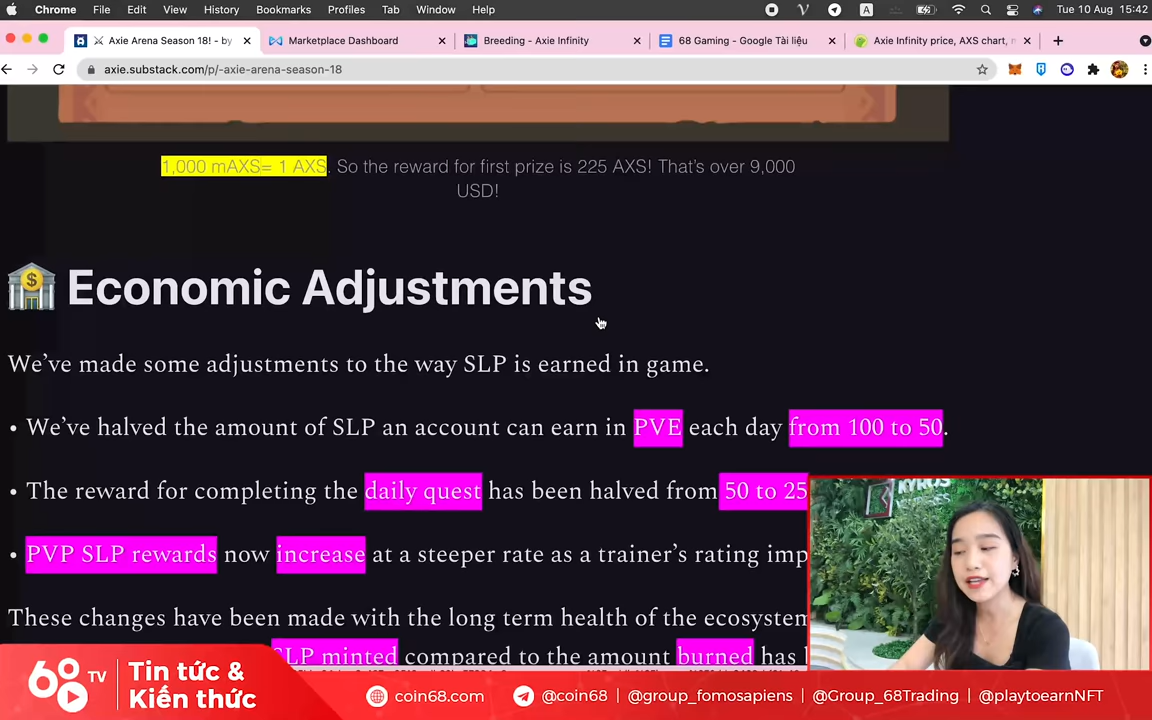 Chrome File Edit View History Bookmarks Profiles Tab Window Help A Tue 10 Aug 15:42
Axie Arena Season 18! - by Marketplace Dashboard Breeding - Axie Infinity 68 Gaming - Google Tài liệu Axie Infinity price, AXS chart,
axie.substack.com/p/-axie-arena-season-18
1,000 mAXS= 1 AXS. So the reward for first prize is 225 AXS! That's over 9,000
USD!
Economic Adjustments
We've made some adjustments to the way SLP is earned in game.
• We've halved the amount of SLP an account can earn in PVE each day from 100 to 50.
• The reward for completing the daily quest has been halved from 50 to 25
• PVP SLP rewards now increase at a steeper rate as a trainer's rating imp
These changes have been made with the long term health of the ecosystem
SLP minted compared to the amount burned has
68 TV Tin tức &
Kiến thức
coin68.com @coin68 | @group_fomosapiens | @Group_68Trading | @playtoearnNFT